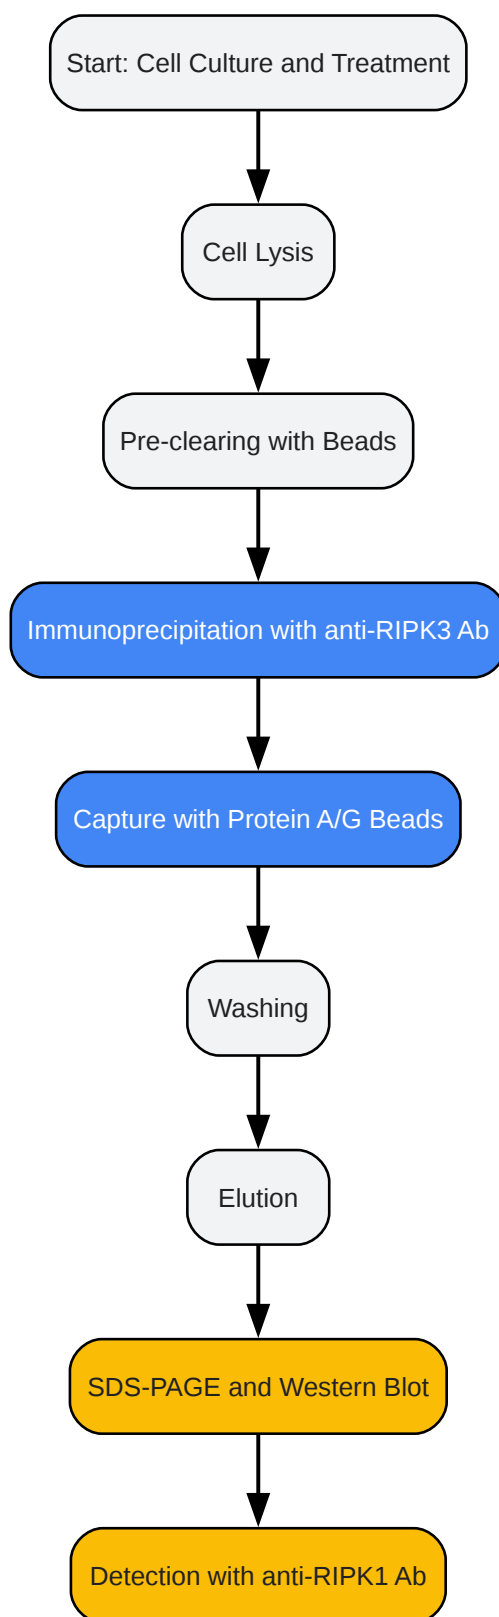 Start: Cell Culture and Treatment
Cell Lysis
Pre-clearing with Beads
Immunoprecipitation with anti-RIPK3 Ab
Capture with Protein A/G Beads
Washing
Elution
SDS-PAGE and Western Blot
Detection with anti-RIPK1 Ab